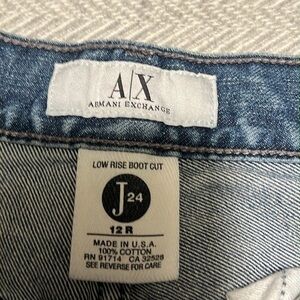 A|X
ARMANI EXCHANGE
LOW RISE BOOT CUT
J24
12 R
MADE IN U.S.A.
100% COTTON
RN 91714 CA 32526
SEE REVERSE FOR CARE